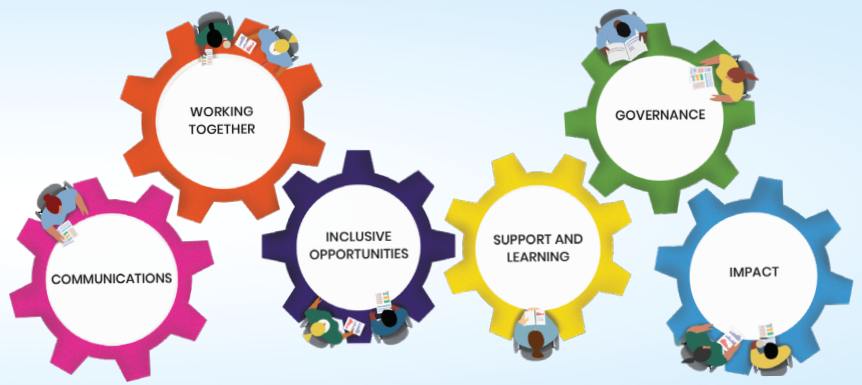 WORKING
TOGETHER
GOVERNANCE
COMMUNICATIONS
INCLUSIVE
OPPORTUNITIES
SUPPORT AND
LEARNING
IMPACT